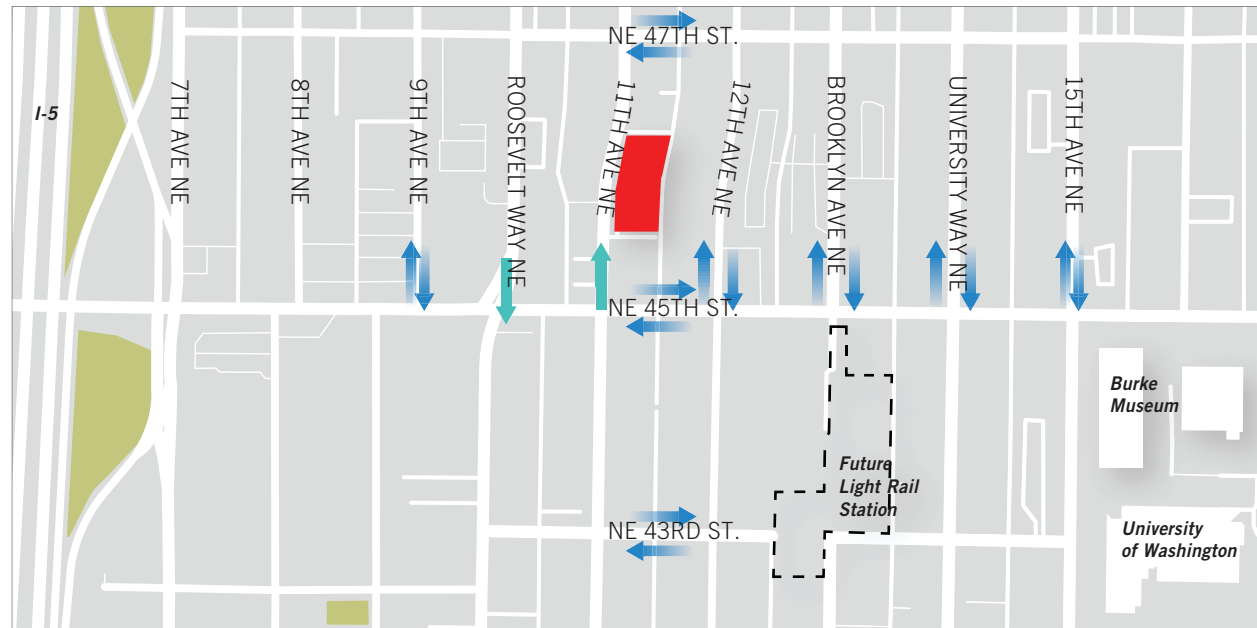 NE 47TH ST.
I-5
7TH AVE NE
8TH AVE NE
9TH AVE NE
ROOSEVELT WAY NE
11TH AVE NE
12TH AVE NE
BROOKLYN AVE NE
UNIVERSITY WAY NE
15TH AVE NE
NE 45TH ST.
Burke
Museum
Future
Light Rail
Station
NE 43RD ST.
University
of Washington